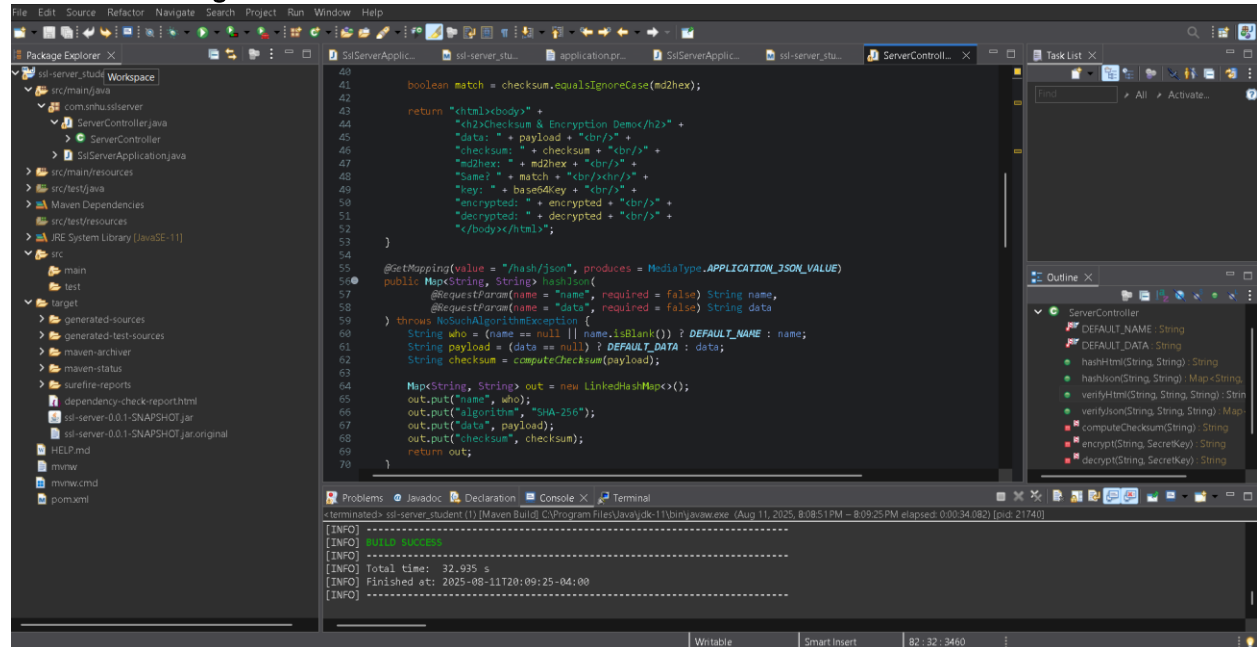 File Edit Source Refactor Navigate Search Project Run Window Help
Package Explorer
ssl-server_stude
Workspace
src/main/java
com.snhu.sslserver
ServerController.java
ServerController
SslServerApplication.java
src/main/resources
src/test/java
Maven Dependencies
src/test/resources
JRE System Library [JavaSE-11]
src
main
test
target
generated-sources
generated-test-sources
maven-archiver
maven-status
surefire-reports
dependency-check-report.html
ssl-server-0.0.1-SNAPSHOT.jar
ssl-server-0.0.1-SNAPSHOT.jar.original
HELP.md
mvnw
mvnw.cmd
pom.xml
SslServerApplic... ssl-server_stu... application.pr... SslServerApplic... ssl-server_stu... ServerControll...
40
41 boolean match = checksum.equalsIgnoreCase(md2hex);
42
43 return "<html><body>" +
44 "<h2>Checksum & Encryption Demo</h2>" +
45 "data: " + payload + "<br/>" +
46 "checksum: " + checksum + "<br/>" +
47 "md2hex: " + md2hex + "<br/>" +
48 "Same? " + match + "<br/><hr/>" +
49 "key: " + base64Key + "<br/>" +
50 "encrypted: " + encrypted + "<br/>" +
51 "decrypted: " + decrypted + "<br/>" +
52 "</body></html>";
53 }
54
55 @GetMapping(value = "/hash/json", produces = MediaType.APPLICATION_JSON_VALUE)
56 public Map<String, String> hashJson(
57 @RequestParam(name = "name", required = false) String name,
58 @RequestParam(name = "data", required = false) String data
59 ) throws NoSuchAlgorithmException {
60 String who = (name == null || name.isBlank()) ? DEFAULT_NAME : name;
61 String payload = (data == null) ? DEFAULT_DATA : data;
62 String checksum = computeChecksum(payload);
63
64 Map<String, String> out = new LinkedHashMap<>();
65 out.put("name", who);
66 out.put("algorithm", "SHA-256");
67 out.put("data", payload);
68 out.put("checksum", checksum);
69 return out;
70 }
Task List
Find All Activate...
Outline
ServerController
DEFAULT_NAME : String
DEFAULT_DATA : String
hashHtml(String, String) : String
hashJson(String, String) : Map<String,
verifyHtml(String, String, String) : Strin
verifyJson(String, String, String) : Map
computeChecksum(String) : String
encrypt(String, SecretKey) : String
decrypt(String, SecretKey) : String
Problems Javadoc Declaration Console Terminal
<terminated> ssl-server_student (1) [Maven Build] C:\Program Files\Java\jdk-11\bin\javaw.exe (Aug 11, 2025, 8:08:51 PM – 8:09:25 PM elapsed: 0:00:34.082) [pid: 21740]
[INFO] ------------------------------------------------------------------------
[INFO] BUILD SUCCESS
[INFO] ------------------------------------------------------------------------
[INFO] Total time: 32.935 s
[INFO] Finished at: 2025-08-11T20:09:25-04:00
[INFO] ------------------------------------------------------------------------
Writable Smart Insert 82 : 32 : 3460